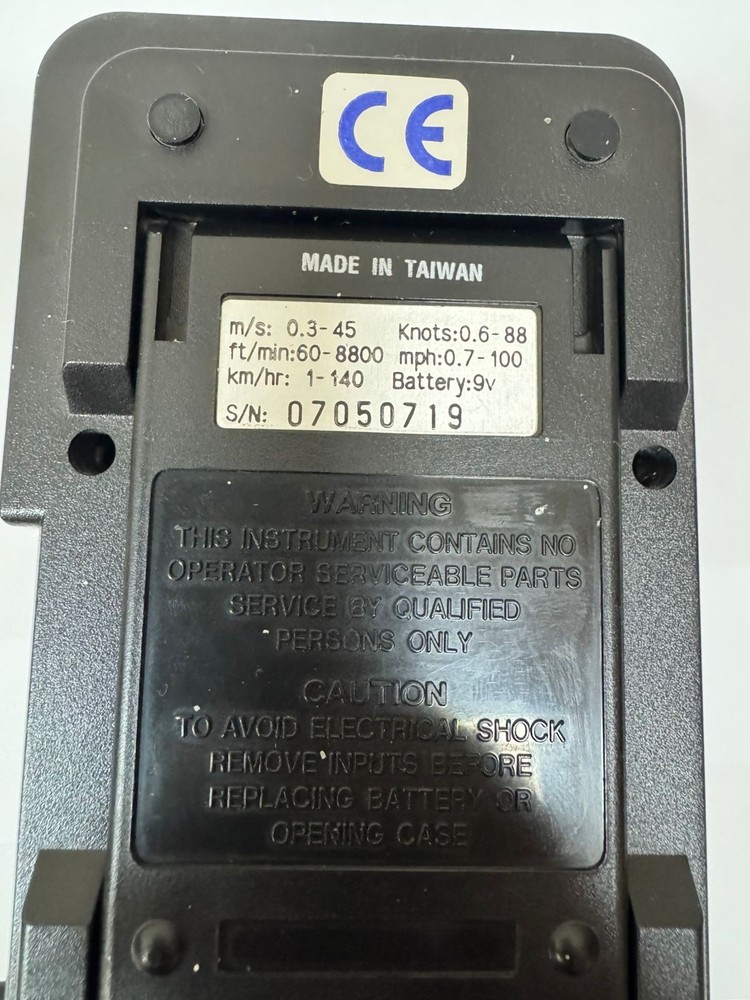 CE
MADE IN TAIWAN
m/s: 0.3-45 Knots:0.6-88
ft/min:60-8800 mph:0.7-100
km/hr: 1-140 Battery:9v
S/N: 07050719
WARNING
THIS INSTRUMENT CONTAINS NO
OPERATOR SERVICEABLE PARTS
SERVICE BY QUALIFIED
PERSONS ONLY
CAUTION
TO AVOID ELECTRICAL SHOCK
REMOVE INPUTS BEFORE
REPLACING BATTERY OR
OPENING CASE